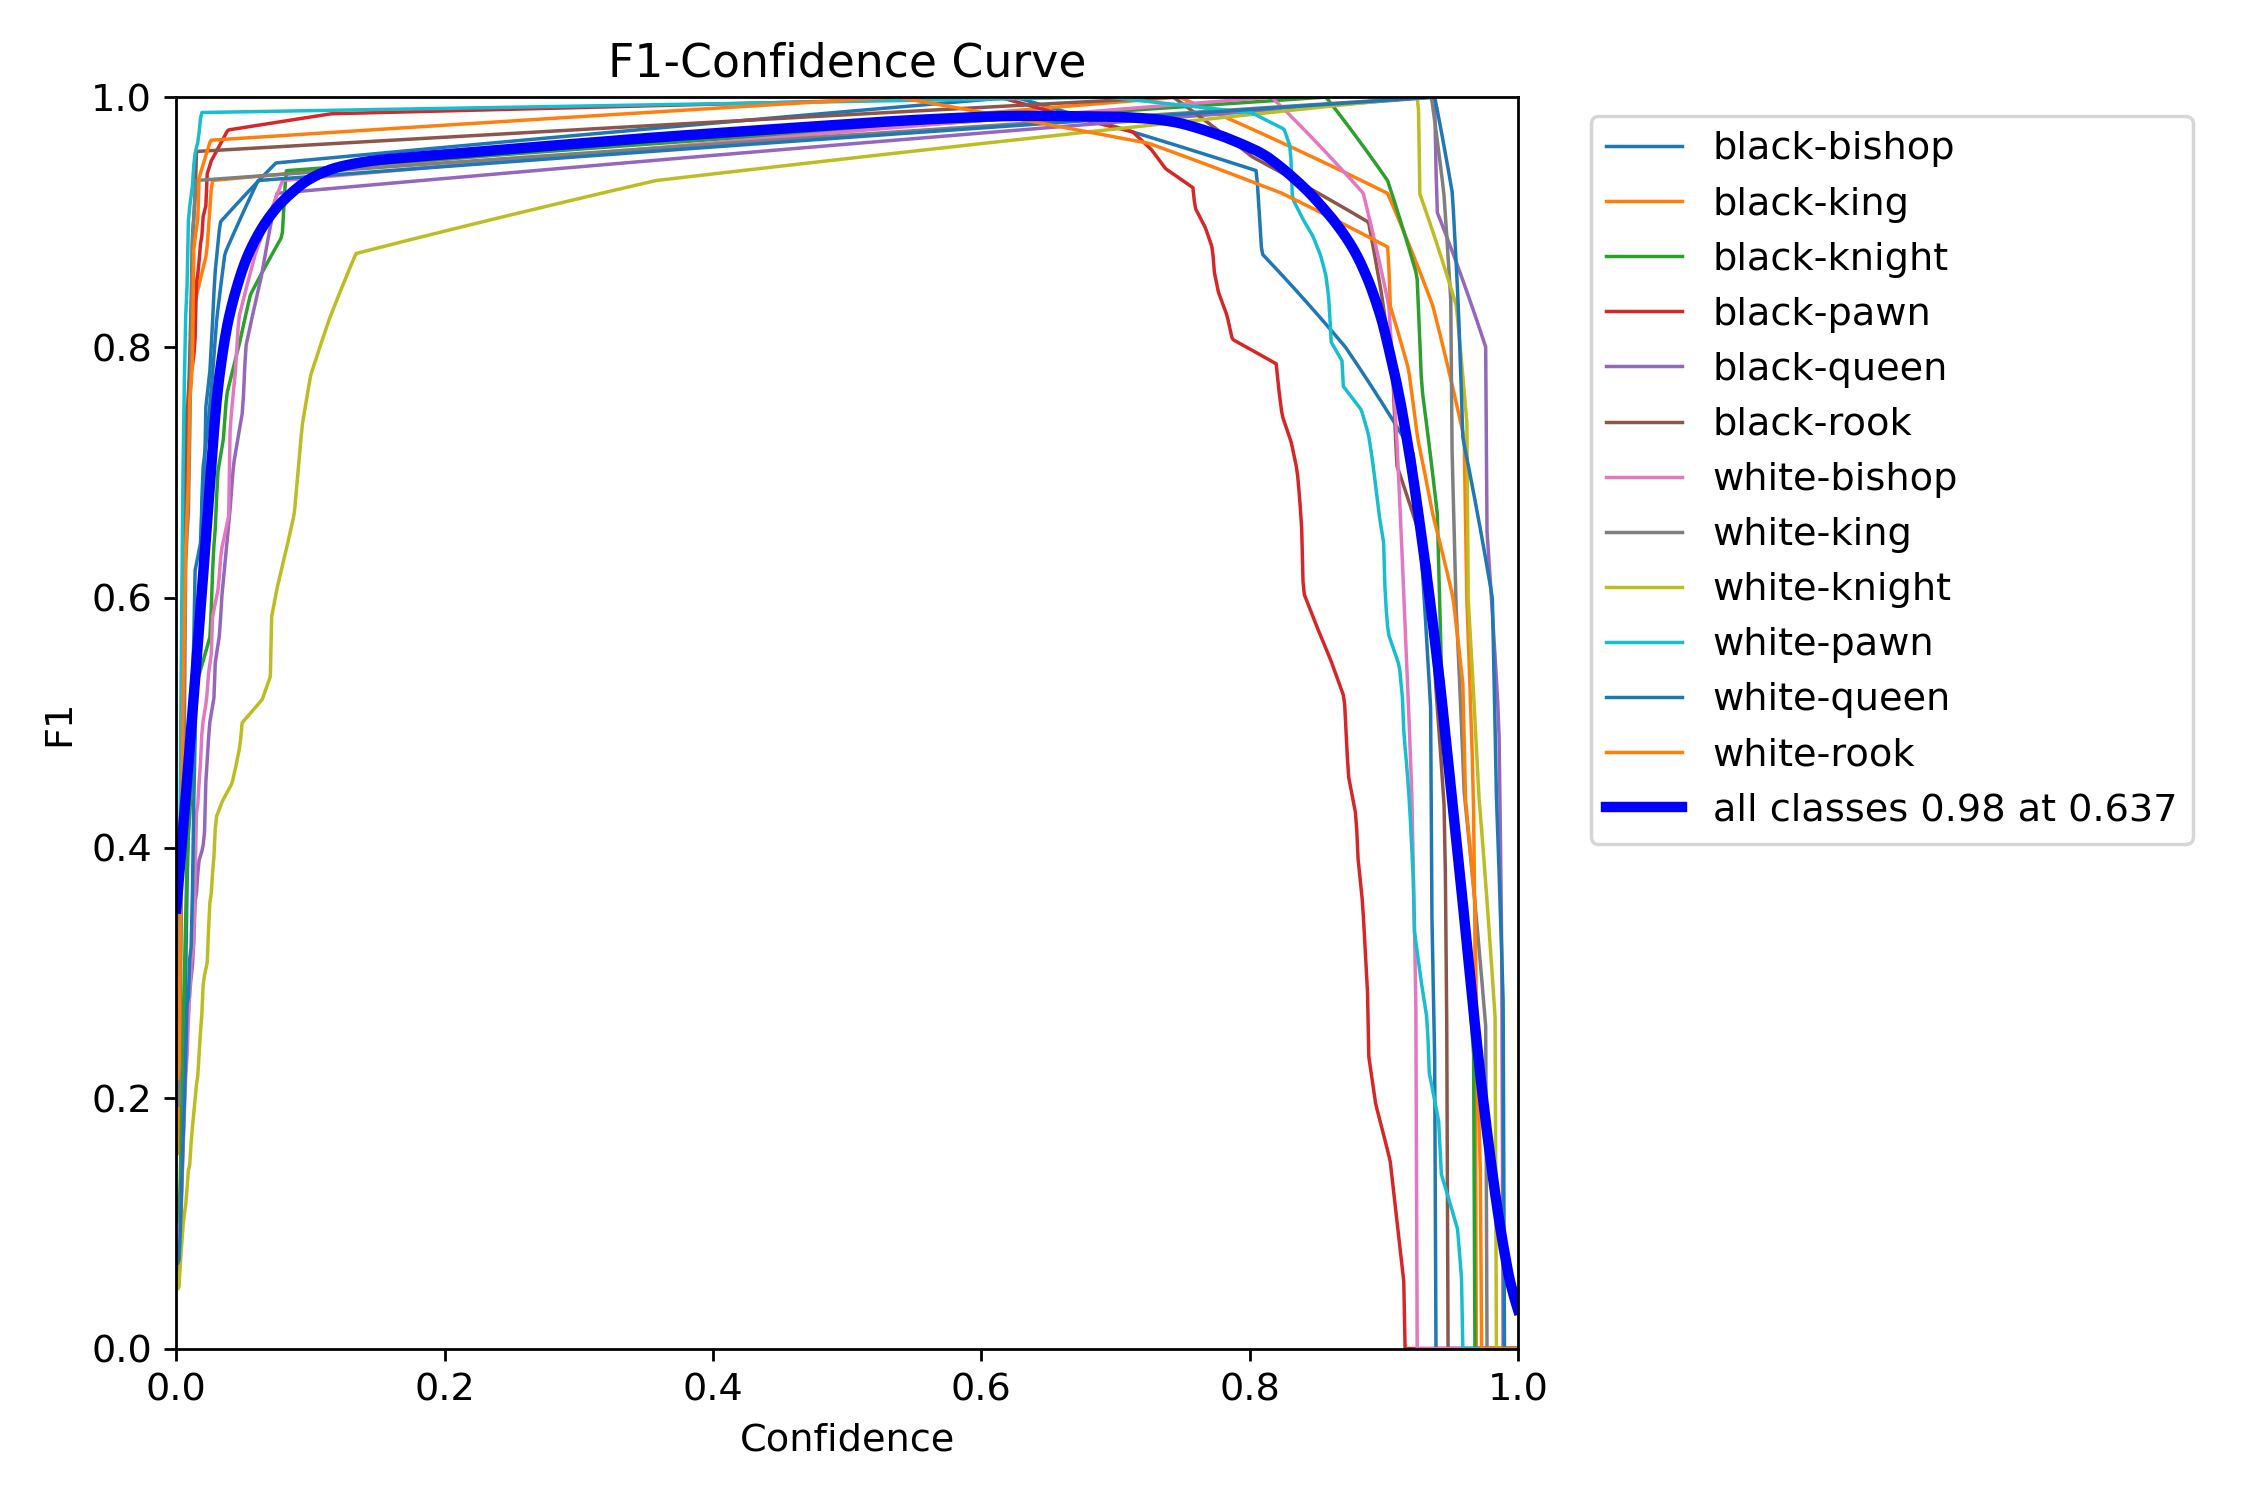 F1-Confidence Curve
1.0
0.8
0.6
0.4
0.2
0.0
F1
0.0 0.2 0.4 0.6 0.8 1.0
Confidence
black-bishop
black-king
black-knight
black-pawn
black-queen
black-rook
white-bishop
white-king
white-knight
white-pawn
white-queen
white-rook
all classes 0.98 at 0.637